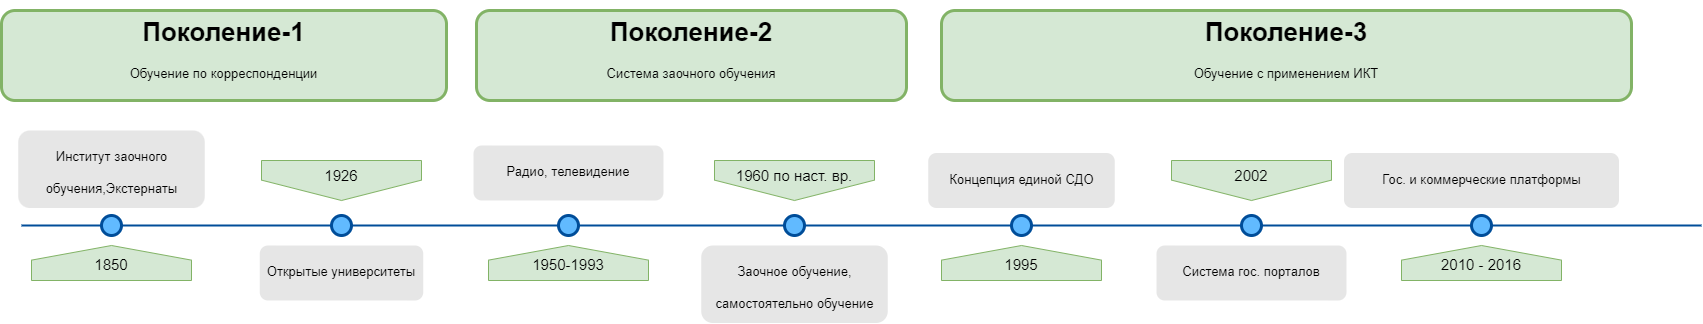 Поколение-1
Обучение по корреспонденции
Поколение-2
Система заочного обучения
Поколение-3
Обучение с применением ИКТ
Институт заочного
обучения,Экстернаты
1850
1926
Открытые университеты
Радио, телевидение
1950-1993
1960 по наст. вр.
Заочное обучение,
самостоятельно обучение
Концепция единой СДО
1995
2002
Система гос. порталов
Гос. и коммерческие платформы
2010 - 2016